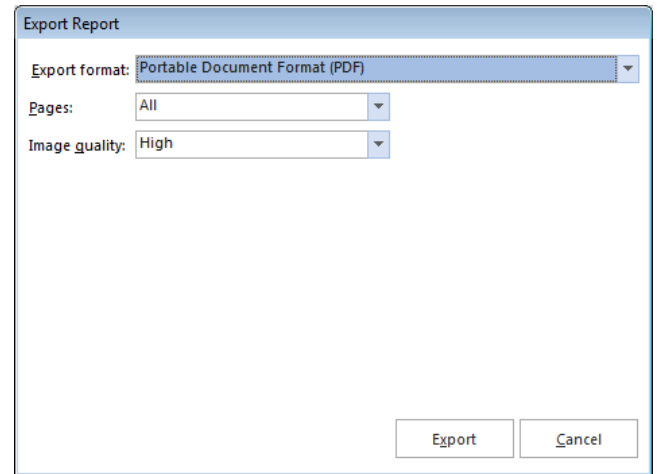 Export Report
Export format: Portable Document Format (PDF)
Pages: All
Image quality: High
Export Cancel